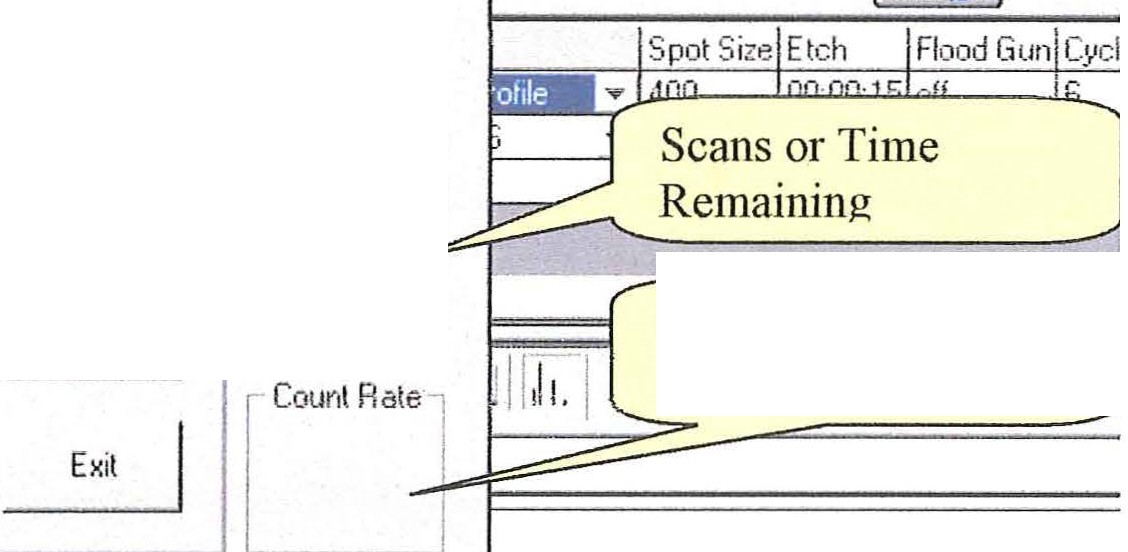 Spot Size Etch Flood Gun Cycl
ofile 400 00:00:15 off 6
Scans or Time
Remaining
Count Rate
Exit